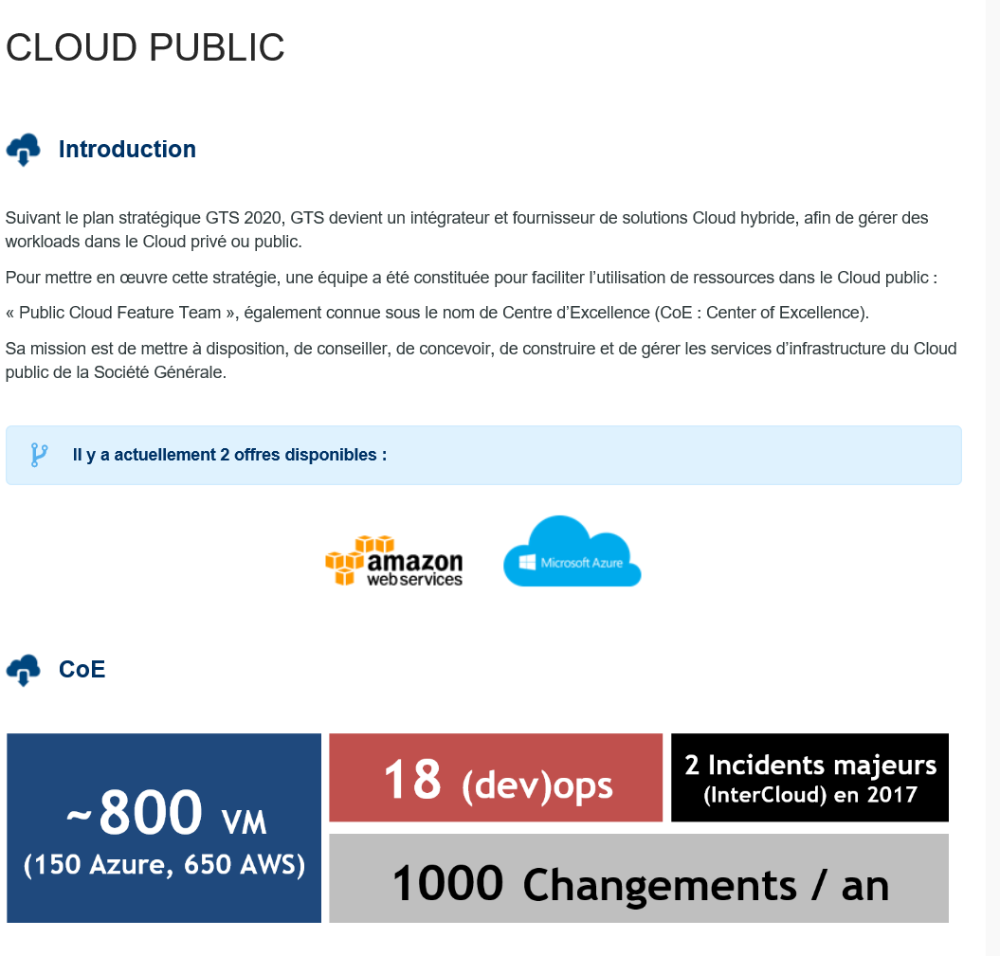 CLOUD PUBLIC
Introduction
Suivant le plan stratégique GTS 2020, GTS devient un intégrateur et fournisseur de solutions Cloud hybride, afin de gérer des
workloads dans le Cloud privé ou public.
Pour mettre en œuvre cette stratégie, une équipe a été constituée pour faciliter l’utilisation de ressources dans le Cloud public :
« Public Cloud Feature Team », également connue sous le nom de Centre d’Excellence (CoE : Center of Excellence).
Sa mission est de mettre à disposition, de conseiller, de concevoir, de construire et de gérer les services d’infrastructure du Cloud
public de la Société Générale.
Il y a actuellement 2 offres disponibles :
amazon
webservices
Microsoft Azure
CoE
~800 VM
(150 Azure, 650 AWS)
18 (dev)ops
2 Incidents majeurs
(InterCloud) en 2017
1000 Changements / an